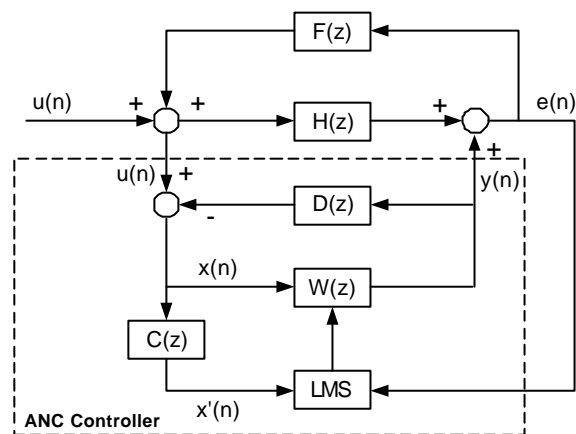 F(z)
u(n)
+
+
H(z)
+
e(n)
+
u(n)
+
y(n)
-
D(z)
x(n)
W(z)
C(z)
x'(n)
LMS
ANC Controller